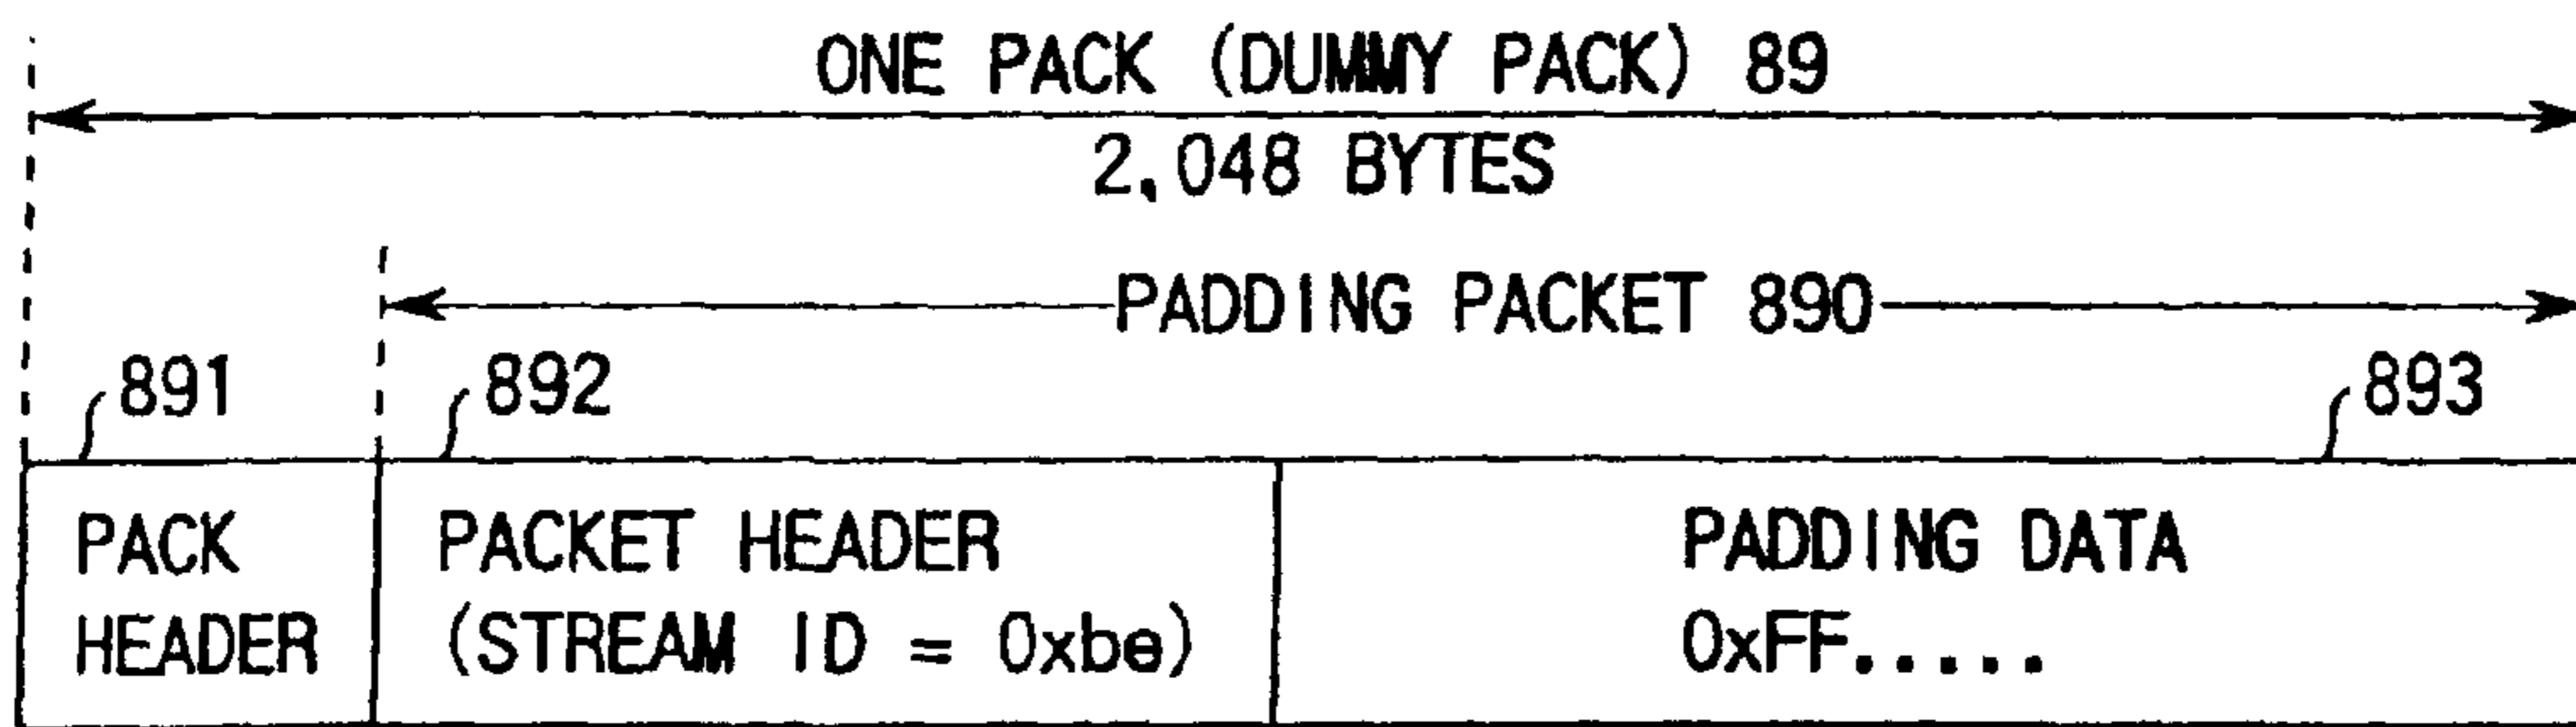 ONE PACK (DUMMY PACK) 89
2,048 BYTES
PADDING PACKET 890
891
892
893
PACK
HEADER
PACKET HEADER
(STREAM ID = 0xbe)
PADDING DATA
0xFF.....